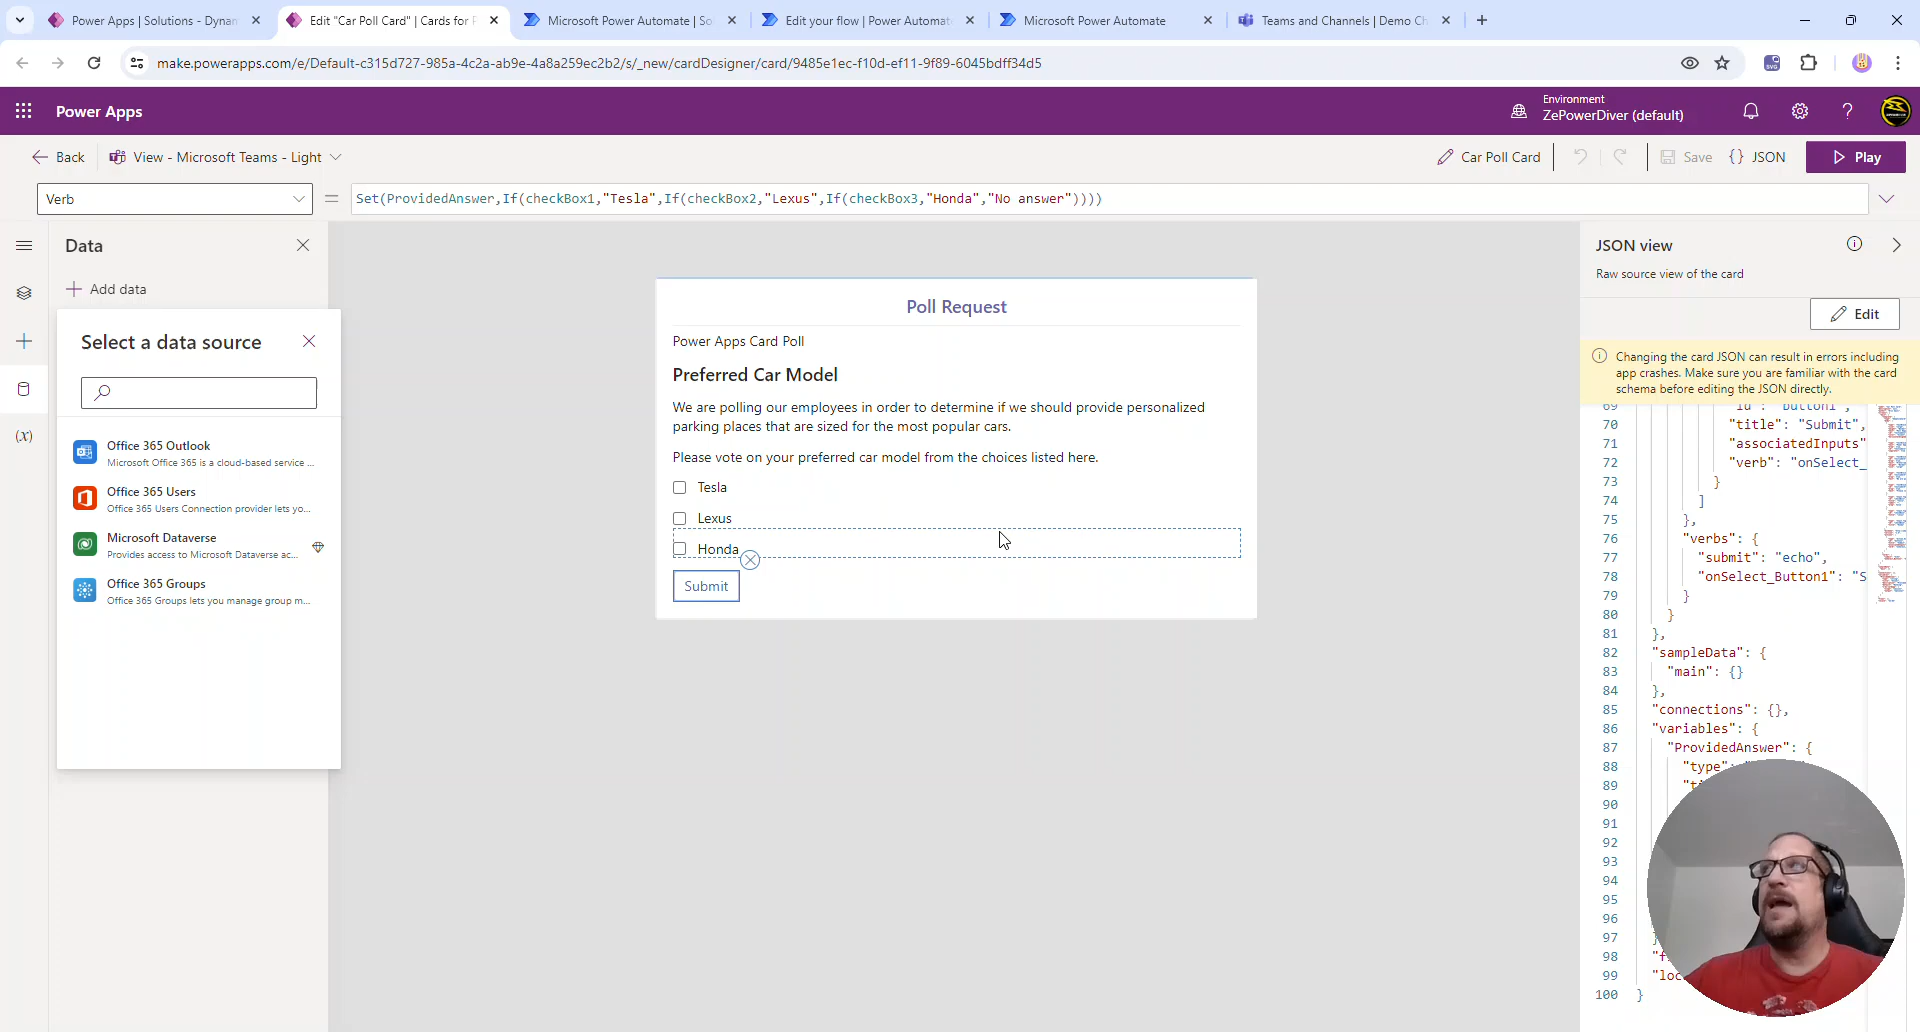 Power Apps | Solutions - Dynam
Edit "Car Poll Card" | Cards for P
Microsoft Power Automate | So
Edit your flow | Power Automate
Microsoft Power Automate
Teams and Channels | Demo Ch
make.powerapps.com/e/Default-c315d727-985a-4c2a-ab9e-4a8a259ec2b2/s/_new/cardDesigner/card/9485e1ec-f10d-ef11-9f89-6045bdff34d5
Power Apps
Environment
ZePowerDiver (default)
Back
View - Microsoft Teams - Light
Car Poll Card
Save
{} JSON
Play
Verb
=
Set(ProvidedAnswer,If(checkBox1,"Tesla",If(checkBox2,"Lexus",If(checkBox3,"Honda","No answer"))))
Data
Add data
Select a data source
Office 365 Outlook
Microsoft Office 365 is a cloud-based service ...
Office 365 Users
Office 365 Users Connection provider lets yo...
Microsoft Dataverse
Provides access to Microsoft Dataverse ac...
Office 365 Groups
Office 365 Groups lets you manage group m...
(x)
Poll Request
Power Apps Card Poll
Preferred Car Model
We are polling our employees in order to determine if we should provide personalized
parking places that are sized for the most popular cars.
Please vote on your preferred car model from the choices listed here.
Tesla
Lexus
Honda
Submit
JSON view
Raw source view of the card
Edit
Changing the card JSON can result in errors including
app crashes. Make sure you are familiar with the card
schema before editing the JSON directly.
69 "id": "button1",
70 "title": "Submit",
71 "associatedInputs"
72 "verb": "onSelect_
73 }
74 ]
75 },
76 "verbs": {
77 "submit": "echo",
78 "onSelect_Button1": "S
79 }
80 }
81 },
82 "sampleData": {
83 "main": {}
84 },
85 "connections": {},
86 "variables": {
87 "ProvidedAnswer": {
88 "type":
89 "t
90
91
92
93
94
95
96
97 }
98 "f
99 "loc
100 }